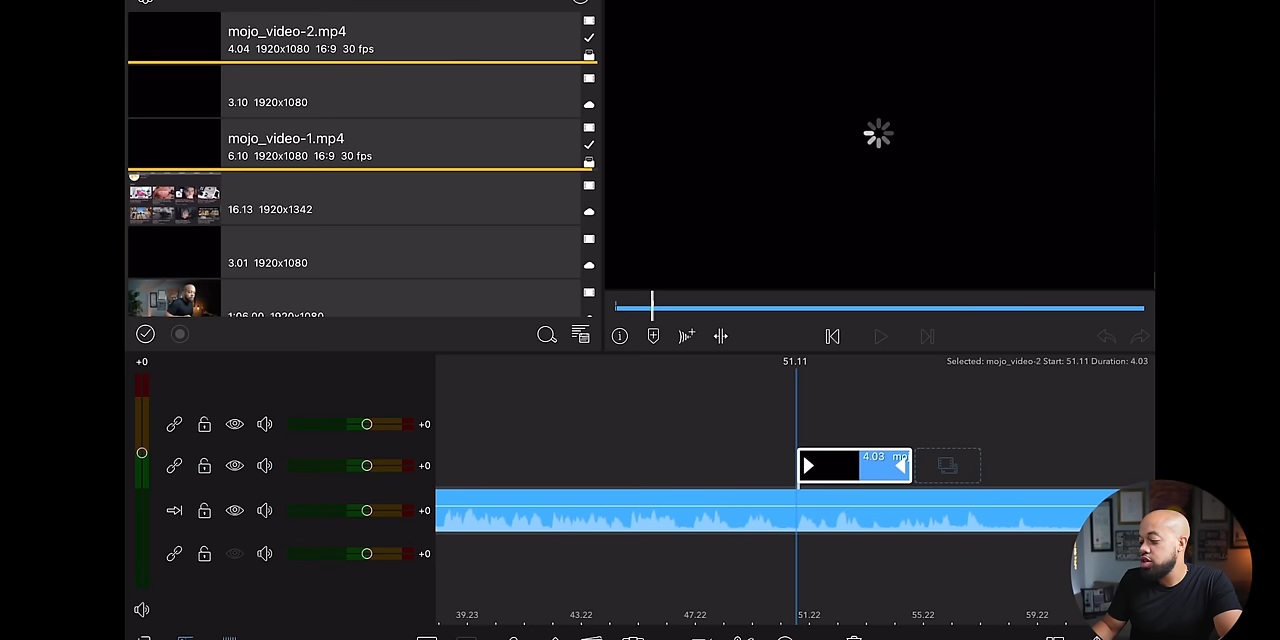 mojo_video-2.mp4
4.04 1920x1080 16:9 30 fps
3.10 1920x1080
mojo_video-1.mp4
6.10 1920x1080 16:9 30 fps
16.13 1920x1342
3.01 1920x1080
1:06.00 1920x1080
+0
51.11
Selected: mojo_video-2 Start: 51.11 Duration: 4.03
+0
4.03 moj
+0
+0
+0
39.23
43.22
47.22
51.22
55.22
59.22